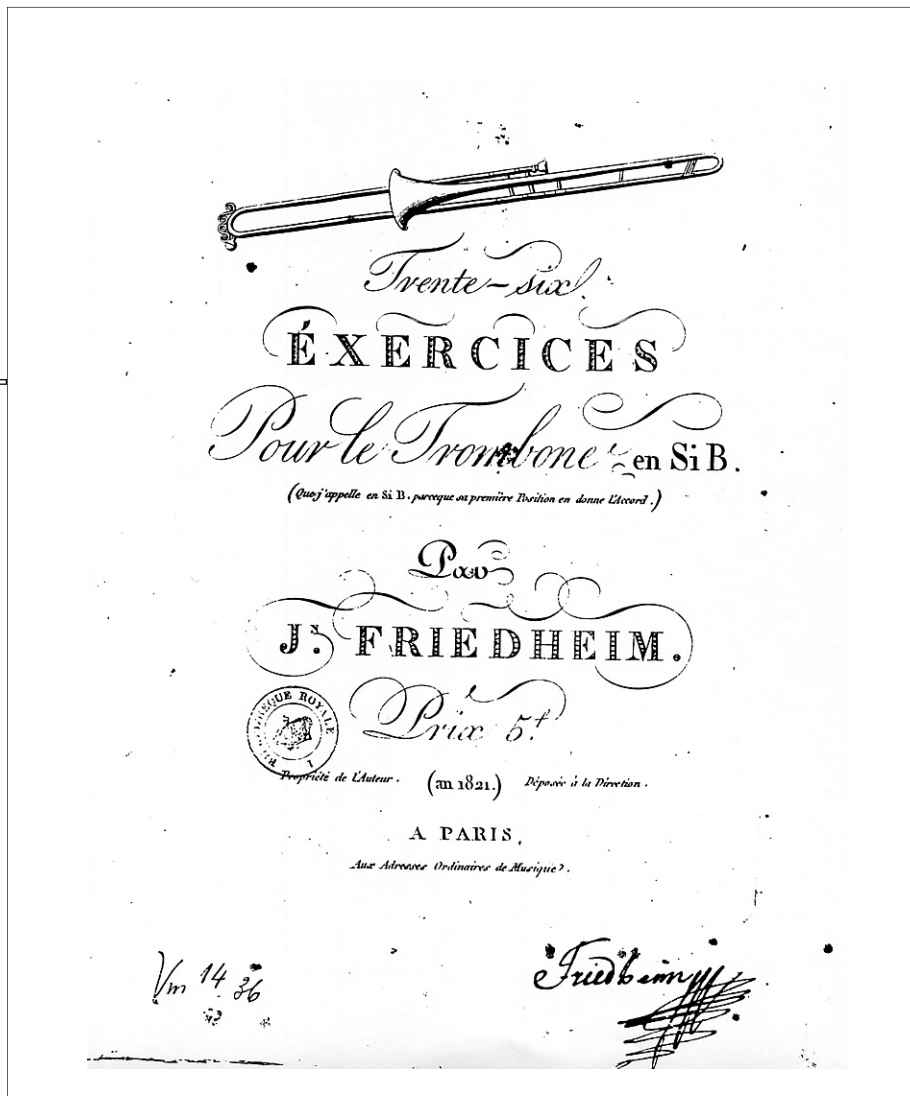 Trente-six
ÉXERCICES
Pour le Trombone en Si B.
(Que j'appelle en Si B. parceque sa première Position en donne l'Accord.)
Par
Jh. FRIEDHEIM.
Prix 5f.
ROYALE
Propriété de l'Auteur. (an 1821.) Déposée à la Direction.
A PARIS,
Aux Adresses Ordinaires de Musique.
Vm 14 36
Friedheim